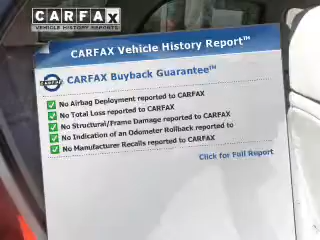 CARFAX
VEHICLE HISTORY REPORTS
CARFAX Vehicle History Report™
CARFAX Buyback Guarantee™
No Airbag Deployment reported to CARFAX
No Total Loss reported to CARFAX
No Structural/Frame Damage reported to CARFAX
No Indication of an Odometer Rollback reported to
No Manufacturer Recalls reported to CARFAX
Click for Full Report